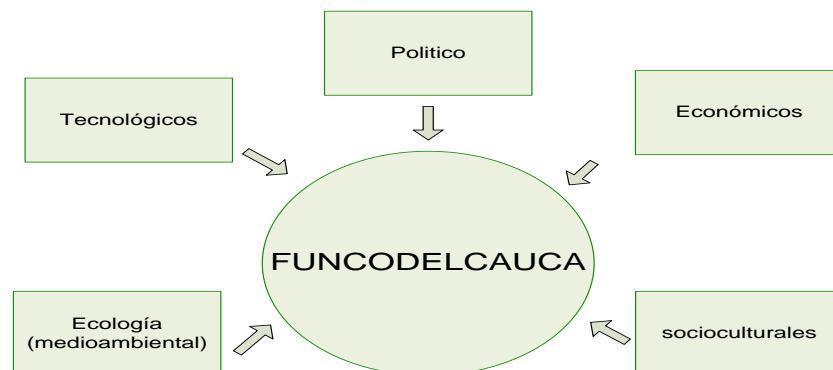 Politico
Tecnológicos
Económicos
FUNCODELCAUCA
Ecología
(medioambiental)
socioculturales